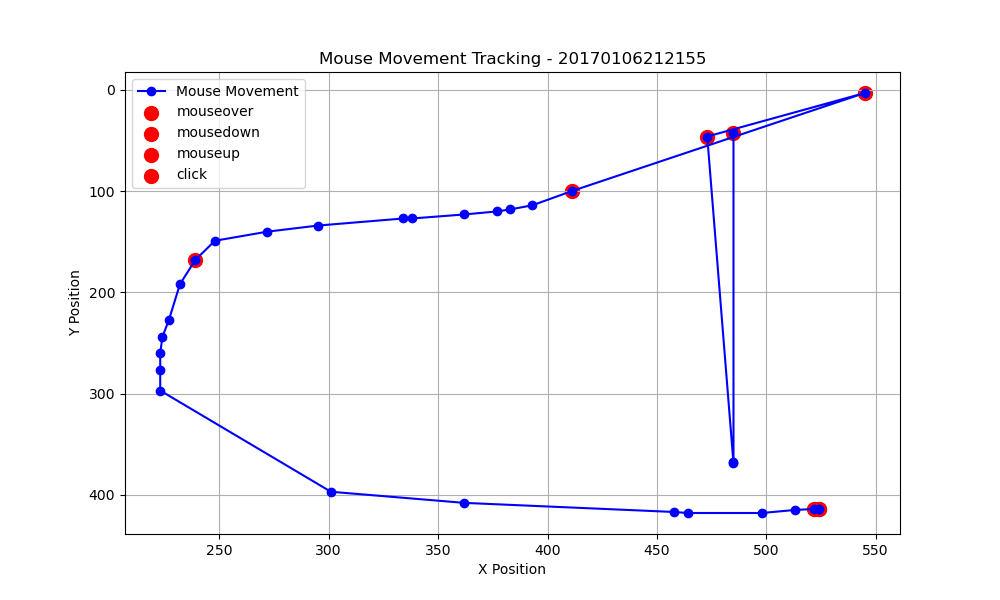 Mouse Movement Tracking - 20170106212155
Mouse Movement
mouseover
mousedown
mouseup
click
0
100
200
300
400
Y Position
250
300
350
400
450
500
550
X Position